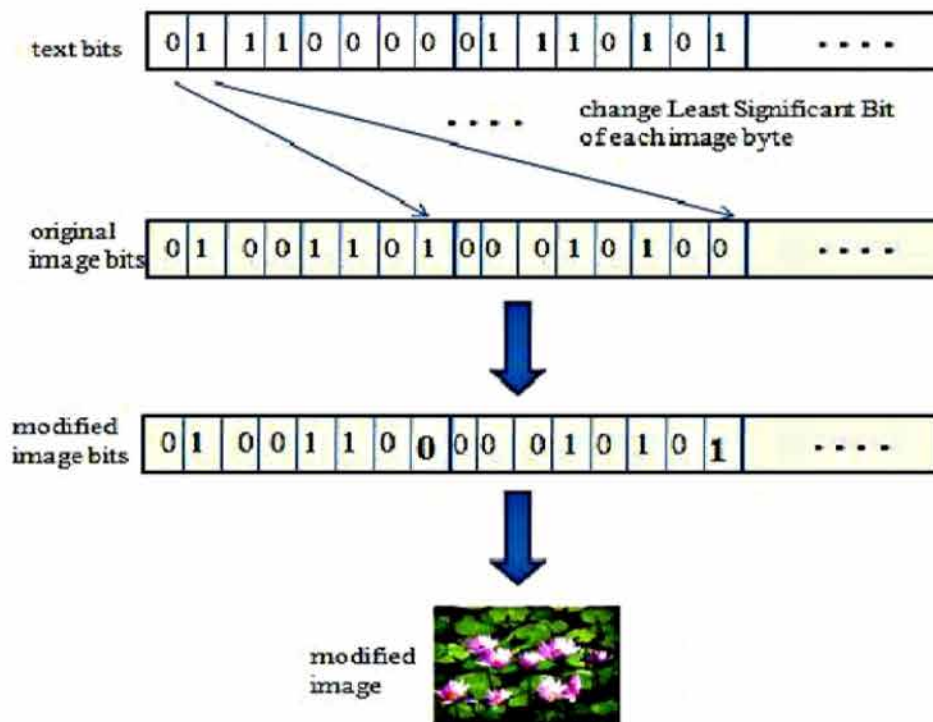 text bits 0 1 1 1 0 0 0 0 0 1 1 1 0 1 0 1 ....
.... change Least Significant Bit
of each image byte
original
image bits 0 1 0 0 1 1 0 1 0 0 0 1 0 1 0 0 ....
modified
image bits 0 1 0 0 1 1 0 0 0 0 0 1 0 1 0 1 ....
modified
image